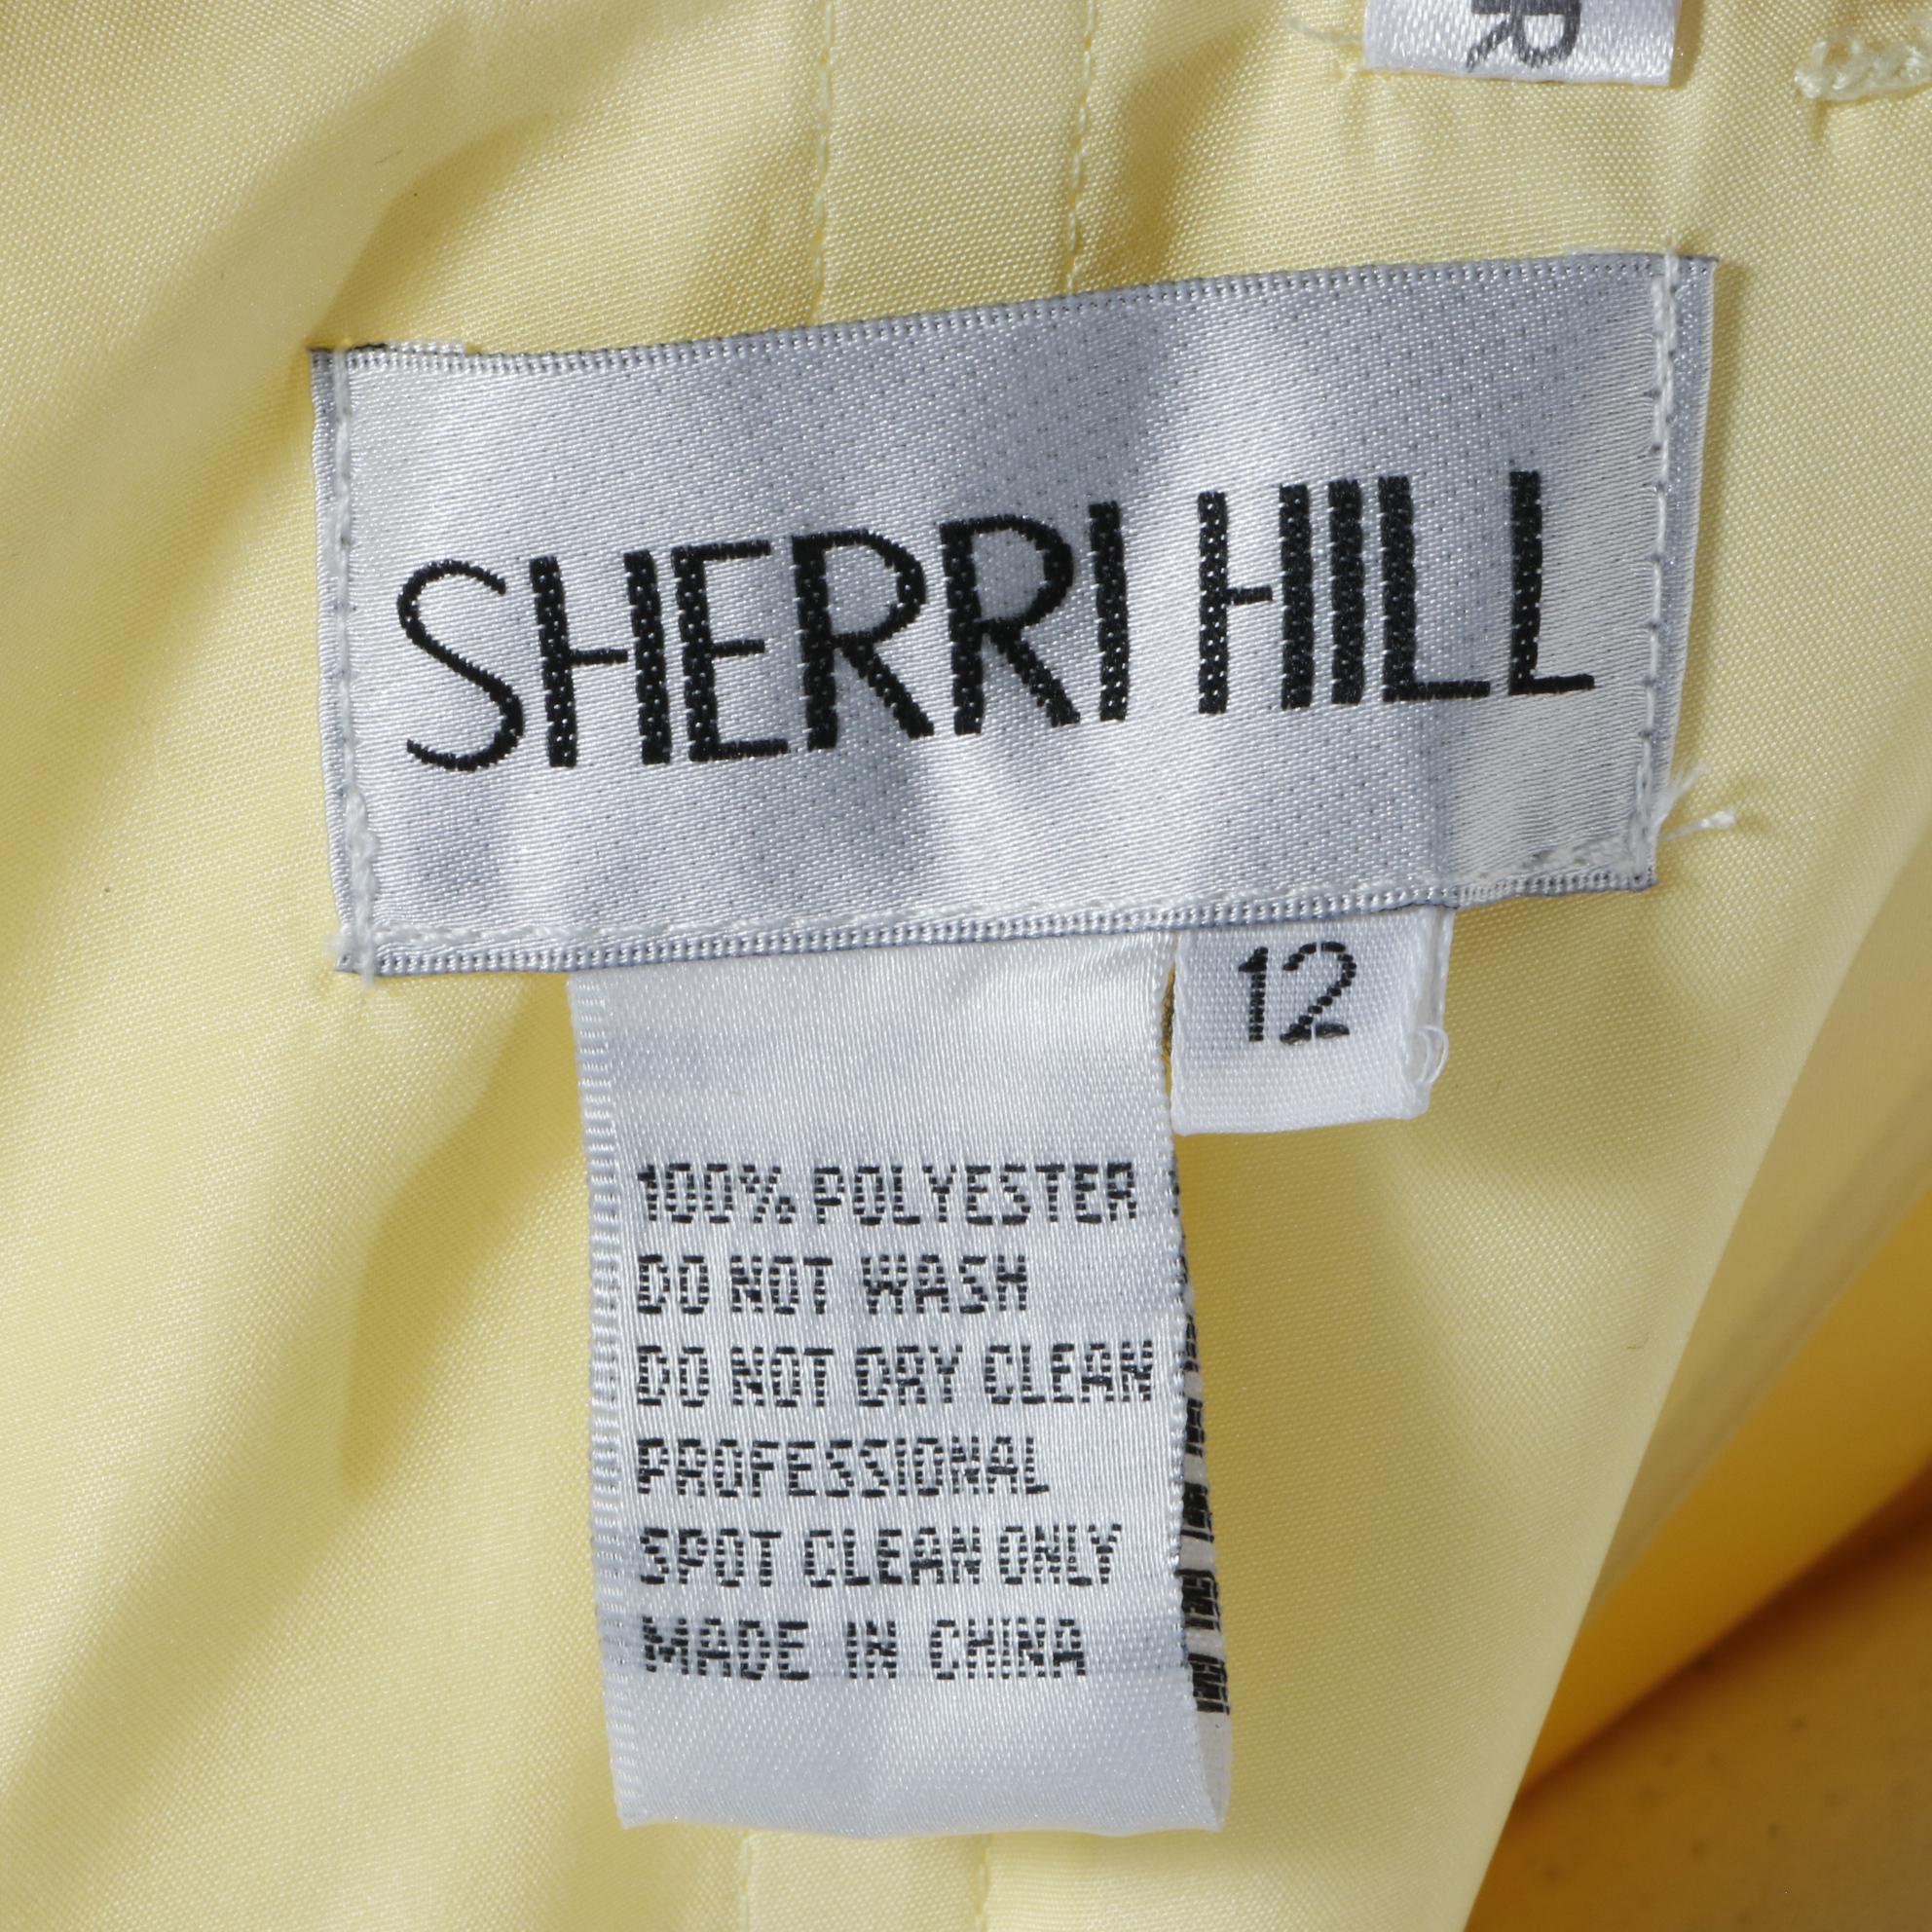 R
SHERRI HILL
12
100% POLYESTER
DO NOT WASH
DO NOT DRY CLEAN
PROFESSIONAL
SPOT CLEAN ONLY
MADE IN CHINA